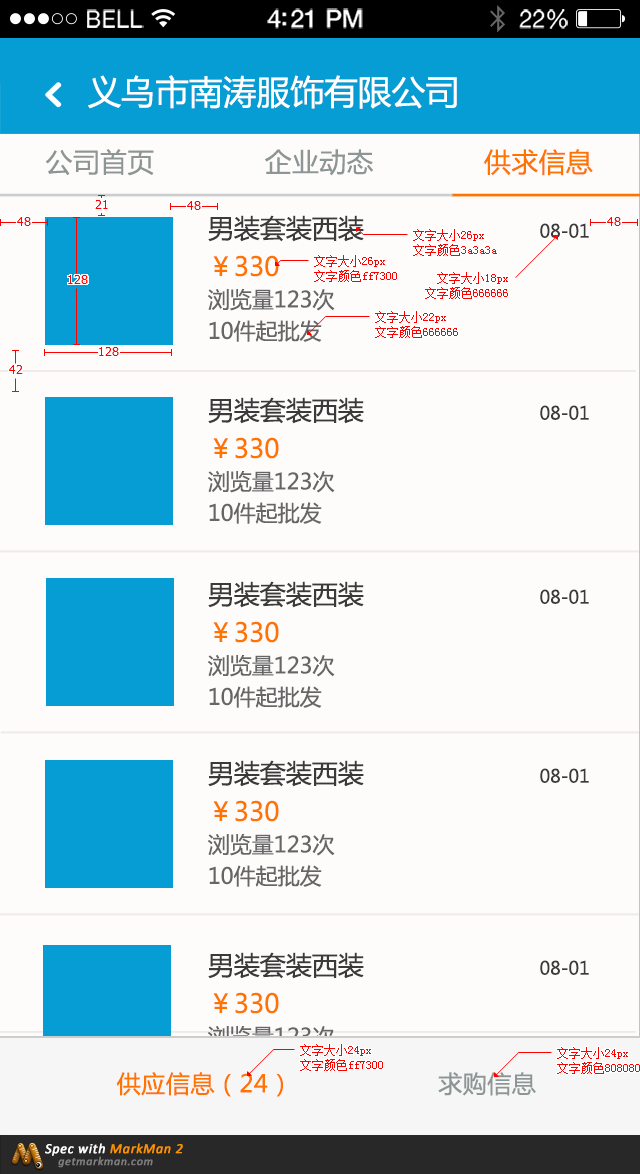 BELL 4:21 PM 22%
义乌市南涛服饰有限公司
公司首页 企业动态 供求信息
21
48 48 48
男装套装西装 08-01
文字大小26px
文字颜色3a3a3a
¥330
文字大小26px
文字颜色ff7300
文字大小18px
文字颜色666666
128
浏览量123次
10件起批发
文字大小22px
文字颜色666666
128
42
男装套装西装 08-01
¥330
浏览量123次
10件起批发
男装套装西装 08-01
¥330
浏览量123次
10件起批发
男装套装西装 08-01
¥330
浏览量123次
10件起批发
男装套装西装 08-01
¥330
浏览量123次
文字大小24px
文字颜色ff7300
文字大小24px
文字颜色808080
供应信息（24） 求购信息
Spec with MarkMan 2
getmarkman.com